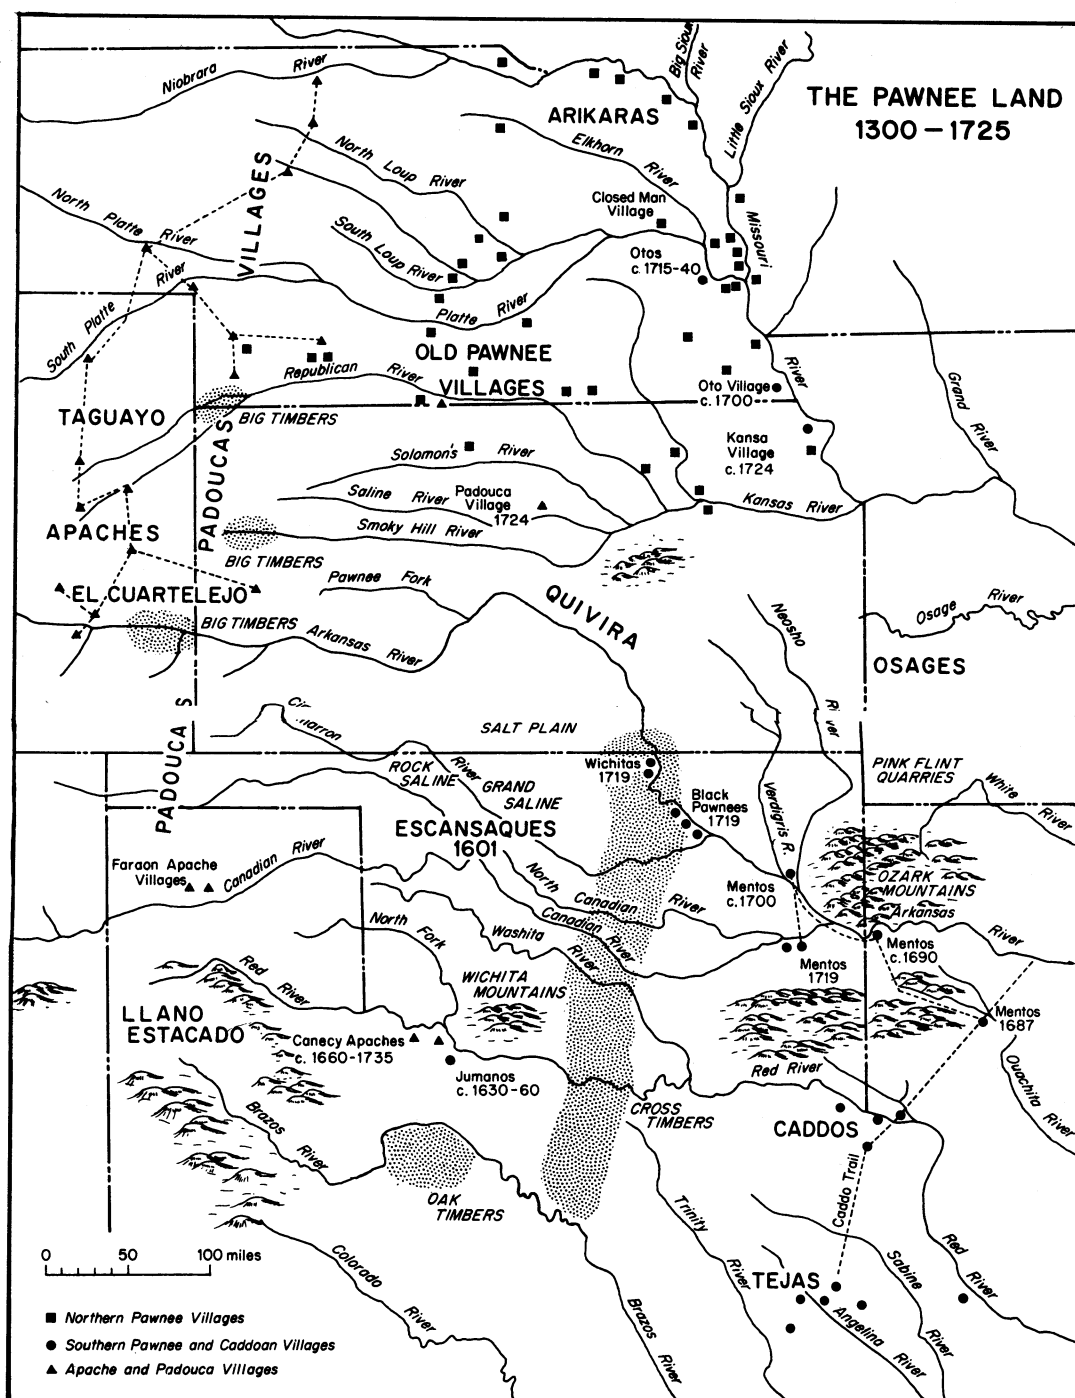 THE PAWNEE LAND
1300 – 1725
Niobrara River
Big Sioux River
Little Sioux River
ARIKARAS
Elkhorn River
North Loup River
South Loup River
North Platte River
South Platte River
VILLAGES
Closed Man
Village
Missouri River
Otos
c. 1715-40
Platte River
OLD PAWNEE
VILLAGES
Republican River
TAGUAYO
BIG TIMBERS
Oto Village
c. 1700
Grand River
Kansa
Village
c. 1724
PADOUCAS
Solomon's River
Saline River
Padouca
Village
1724
Kansas River
APACHES
Smoky Hill River
BIG TIMBERS
Pawnee Fork
EL CUARTELEJO
BIG TIMBERS
Arkansas River
QUIVIRA
Neosho River
Osage River
OSAGES
PADOUCAS
Cimarron River
SALT PLAIN
ROCK
SALINE
GRAND
SALINE
Wichitas
1719
Black
Pawnees
1719
Verdigris R.
PINK FLINT
QUARRIES
White River
ESCANSAQUES
1601
Faraon Apache
Villages
Canadian River
North Canadian River
Canadian River
Mentos
c. 1700
OZARK
MOUNTAINS
Arkansas River
North Fork
Washita River
Mentos
1719
Mentos
c. 1690
Red River
WICHITA
MOUNTAINS
Mentos
1687
LLANO
ESTACADO
Canecy Apaches
c. 1660-1735
Jumanos
c. 1630-60
Red River
Ouachita River
Brazos River
CROSS
TIMBERS
CADDOS
OAK
TIMBERS
Caddo Trail
Trinity River
Sabine River
Red River
TEJAS
Angelina River
Colorado River
Brazos River
0 50 100 miles
Northern Pawnee Villages
Southern Pawnee and Caddoan Villages
Apache and Padouca Villages